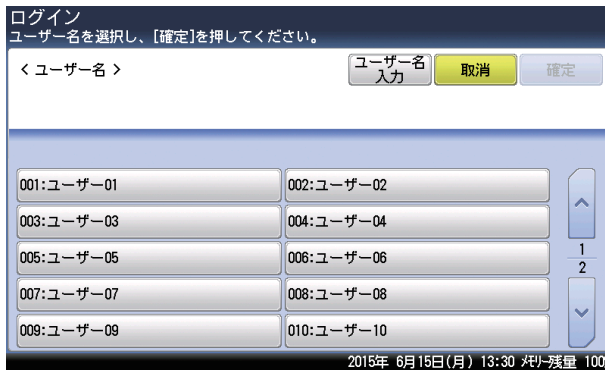 ログイン
ユーザー名を選択し、[確定]を押してください。
< ユーザー名 >
ユーザー名
入力
取消
確定
001:ユーザー01
002:ユーザー02
003:ユーザー03
004:ユーザー04
1
2
005:ユーザー05
006:ユーザー06
007:ユーザー07
008:ユーザー08
009:ユーザー09
010:ユーザー10
2015年 6月15日(月) 13:30 メモリー残量 100